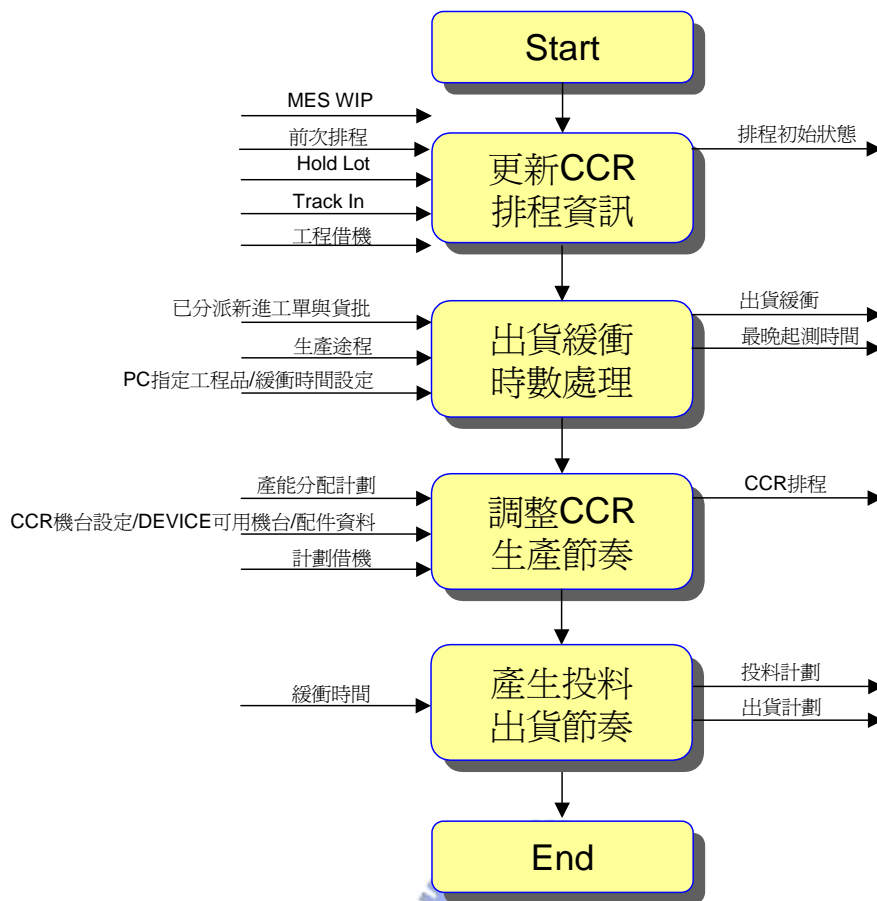 Start
MES WIP
前次排程
Hold Lot
Track In
工程借機
更新CCR
排程資訊
排程初始狀態
已分派新進工單與貨批
生產途程
PC指定工程品/緩衝時間設定
出貨緩衝
時數處理
出貨緩衝
最晚起測時間
產能分配計劃
CCR機台設定/DEVICE可用機台/配件資料
計劃借機
調整CCR
生產節奏
CCR排程
緩衝時間
產生投料
出貨節奏
投料計劃
出貨計劃
End